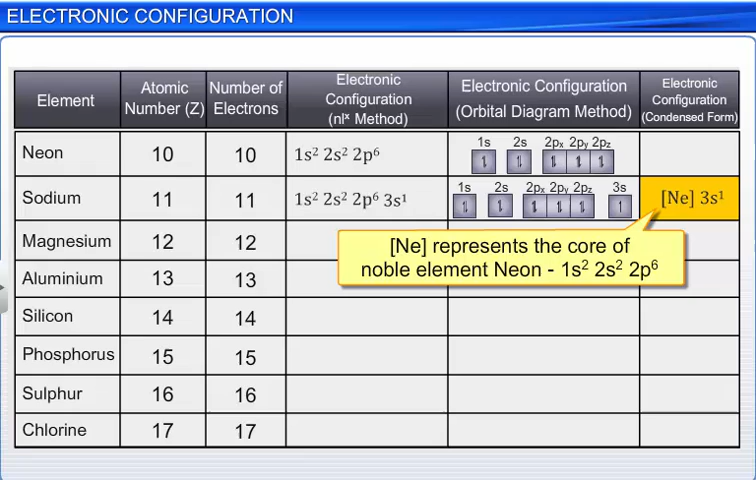 ELECTRONIC CONFIGURATION
Element
Atomic
Number (Z)
Number of
Electrons
Electronic
Configuration
(nlˣ Method)
Electronic Configuration
(Orbital Diagram Method)
Electronic
Configuration
(Condensed Form)
Neon 10 10 1s² 2s² 2p⁶ 1s 2s 2pₓ 2pᵧ 2p_z
Sodium 11 11 1s² 2s² 2p⁶ 3s¹ 1s 2s 2pₓ 2pᵧ 2p_z 3s [Ne] 3s¹
[Ne] represents the core of
noble element Neon - 1s² 2s² 2p⁶
Magnesium 12 12
Aluminium 13 13
Silicon 14 14
Phosphorus 15 15
Sulphur 16 16
Chlorine 17 17